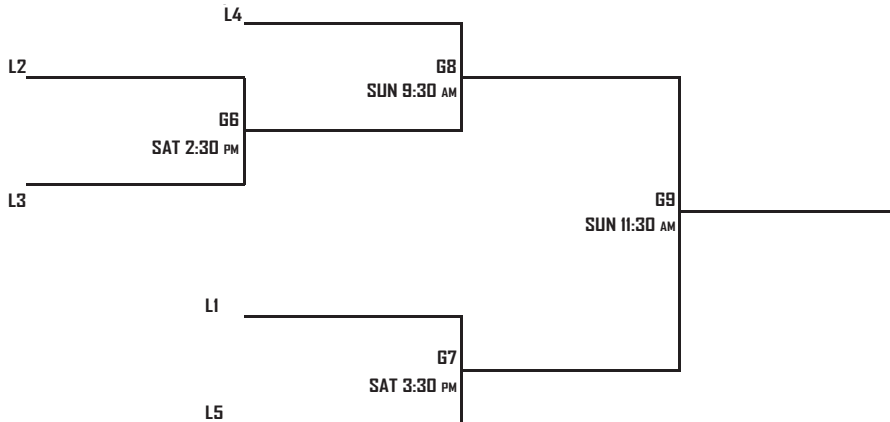 L4
L2
G8
SUN 9:30 AM
G6
SAT 2:30 PM
L3
G9
SUN 11:30 AM
L1
G7
SAT 3:30 PM
L5